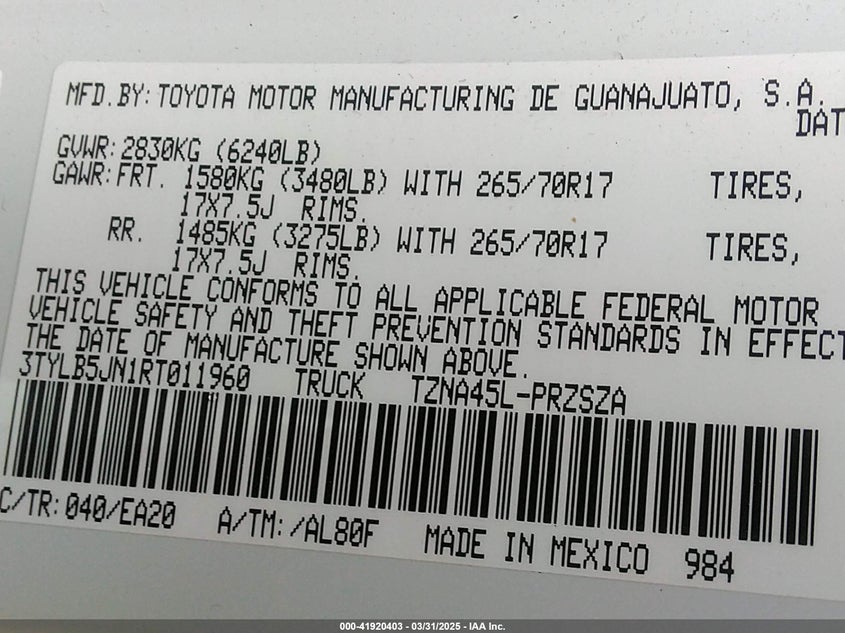 MFD.BY: TOYOTA MOTOR MANUFACTURING DE GUANAJUATO, S.A.
DAT
GVWR: 2830KG (6240LB)
GAWR: FRT. 1580KG (3480LB) WITH 265/70R17 TIRES,
17X7.5J RIMS.
RR. 1485KG (3275LB) WITH 265/70R17 TIRES,
17X7.5J RIMS.
THIS VEHICLE CONFORMS TO ALL APPLICABLE FEDERAL MOTOR
VEHICLE SAFETY AND THEFT PREVENTION STANDARDS IN EFFECT
THE DATE OF MANUFACTURE SHOWN ABOVE.
3TYLB5JN1RT011960 TRUCK TZNA45L-PRZSZA
C/TR: 040/EA20 A/TM: /AL80F MADE IN MEXICO 984
000-41920403 - 03/31/2025 - IAA Inc.